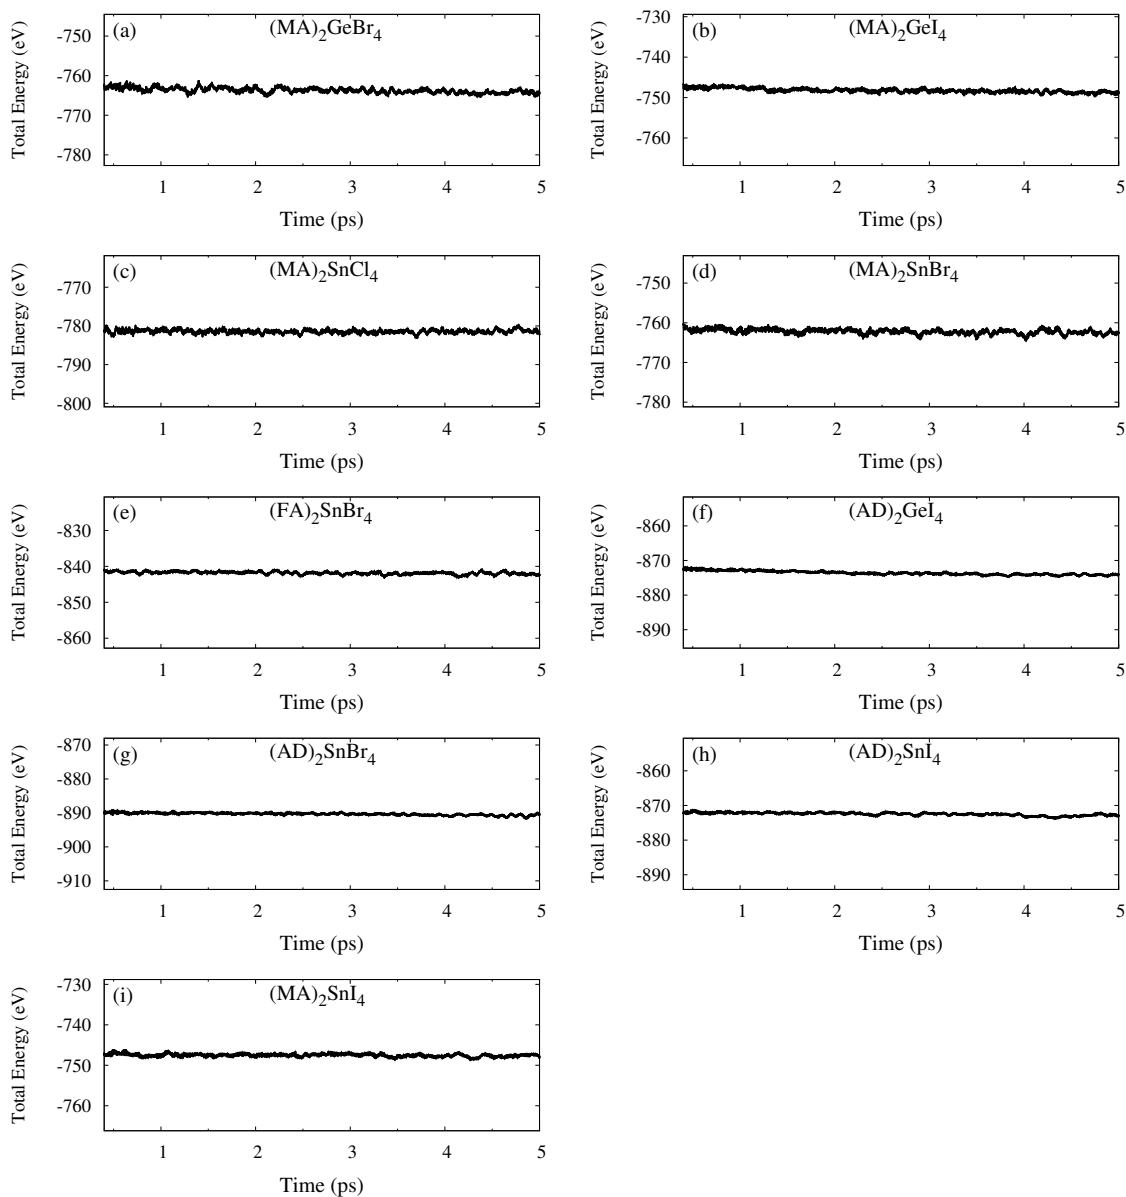 (a) (MA)₂GeBr₄
Total Energy (eV)
-750
-760
-770
-780
1 2 3 4 5
Time (ps)
(b) (MA)₂GeI₄
Total Energy (eV)
-730
-740
-750
-760
1 2 3 4 5
Time (ps)
(c) (MA)₂SnCl₄
Total Energy (eV)
-770
-780
-790
-800
1 2 3 4 5
Time (ps)
(d) (MA)₂SnBr₄
Total Energy (eV)
-750
-760
-770
-780
1 2 3 4 5
Time (ps)
(e) (FA)₂SnBr₄
Total Energy (eV)
-830
-840
-850
-860
1 2 3 4 5
Time (ps)
(f) (AD)₂GeI₄
Total Energy (eV)
-860
-870
-880
-890
1 2 3 4 5
Time (ps)
(g) (AD)₂SnBr₄
Total Energy (eV)
-870
-880
-890
-900
-910
1 2 3 4 5
Time (ps)
(h) (AD)₂SnI₄
Total Energy (eV)
-860
-870
-880
-890
1 2 3 4 5
Time (ps)
(i) (MA)₂SnI₄
Total Energy (eV)
-730
-740
-750
-760
1 2 3 4 5
Time (ps)